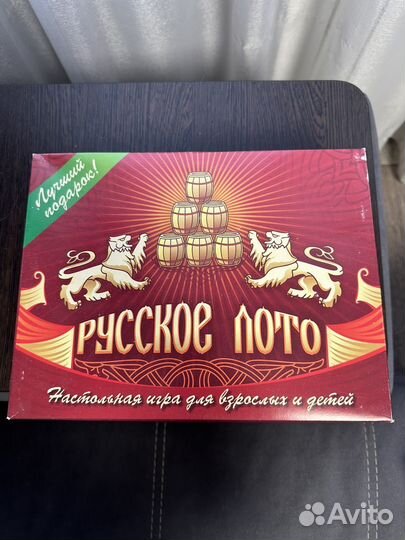 Лучший
подарок!
РУССКОЕ ЛОТО
Настольная игра для взрослых и детей
Avito